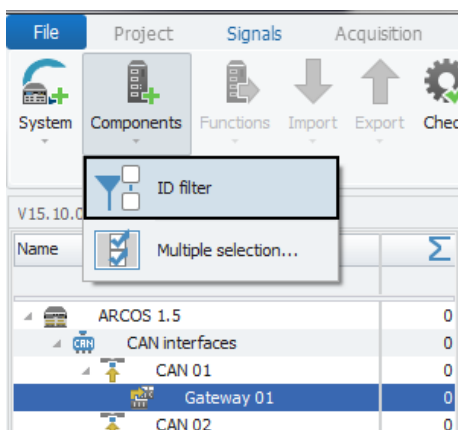 File Project Signals Acquisition
System Components Functions Import Export Chec
ID filter
V15.10.0
Multiple selection...
Name Σ
ARCOS 1.5 0
CAN CAN interfaces 0
CAN 01 0
Gateway 01 0
CAN 02 0